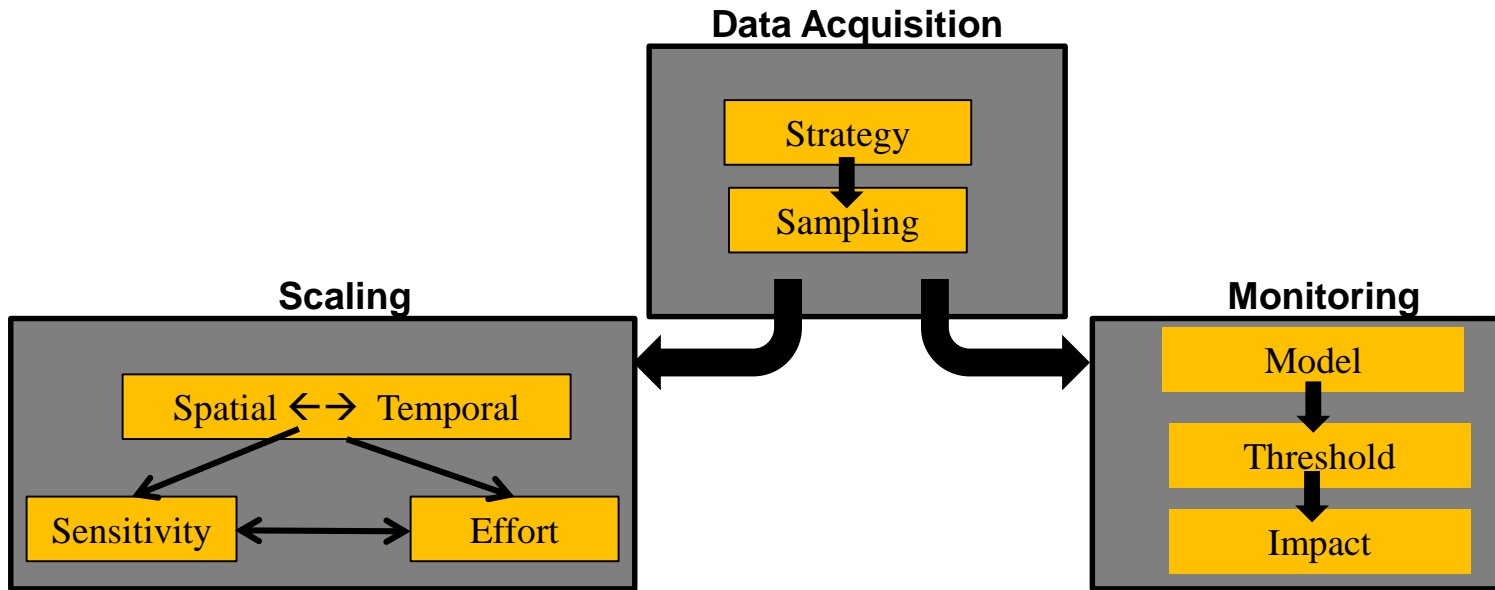 Data Acquisition
Strategy
Sampling
Scaling
Spatial ←→ Temporal
Sensitivity
Effort
Monitoring
Model
Threshold
Impact